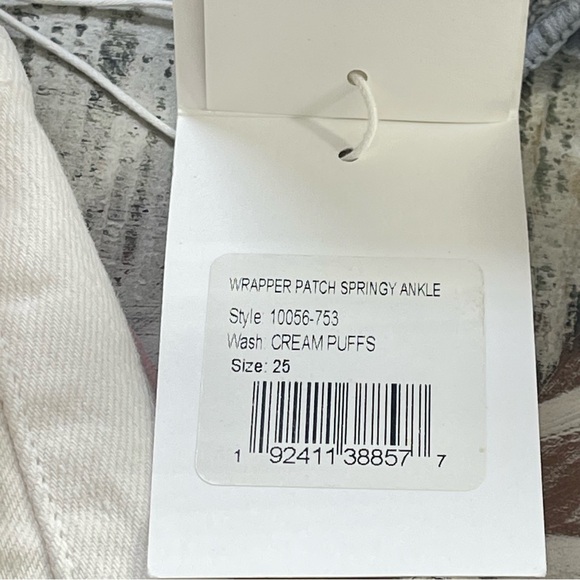 WRAPPER PATCH SPRINGY ANKLE
Style: 10056-753
Wash: CREAM PUFFS
Size: 25
1 92411 38857 7